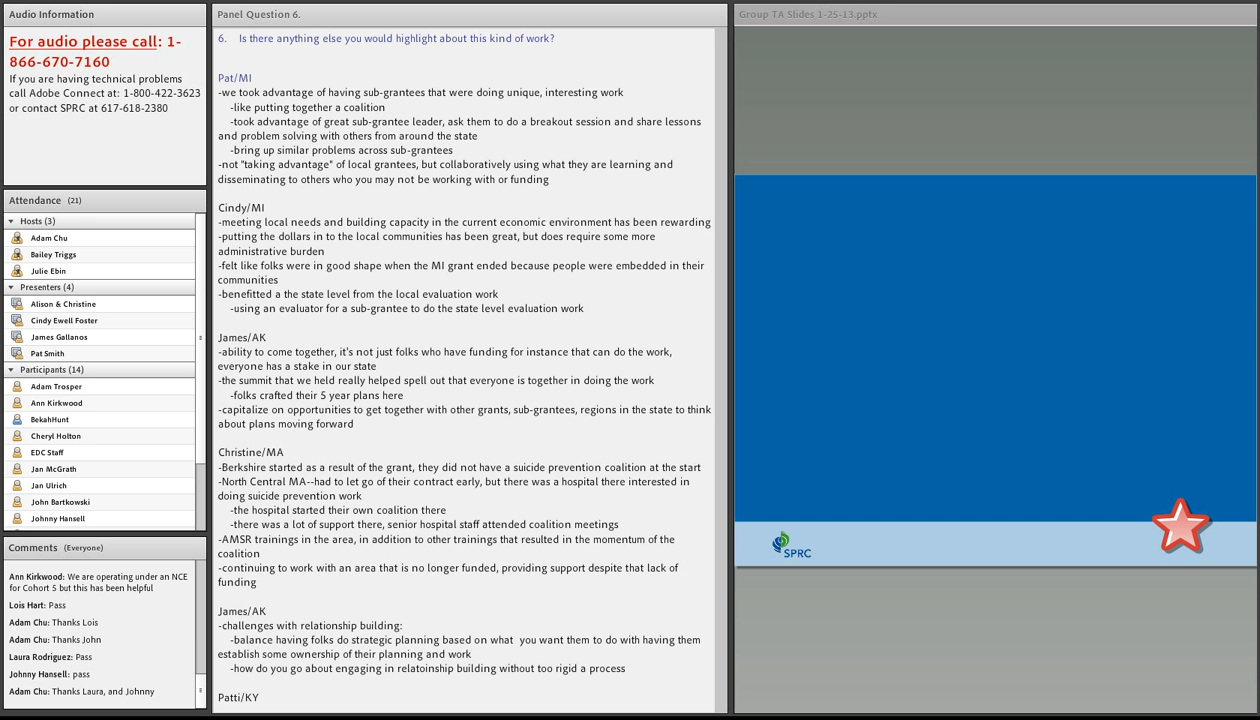 Audio Information
For audio please call: 1-
866-670-7160
If you are having technical problems
call Adobe Connect at: 1-800-422-3623
or contact SPRC at 617-618-2380
Attendance (21)
Hosts (3)
Adam Chu
Bailey Triggs
Julie Ebin
Presenters (4)
Alison & Christine
Cindy Ewell Foster
James Gallanos
Pat Smith
Participants (14)
Adam Trosper
Ann Kirkwood
BekahHunt
Cheryl Holton
EDC Staff
Jan McGrath
Jan Ulrich
John Bartkowski
Johnny Hansell
Comments (Everyone)
Ann Kirkwood: We are operating under an NCE
for Cohort 5 but this has been helpful
Lois Hart: Pass
Adam Chu: Thanks Lois
Adam Chu: Thanks John
Laura Rodriguez: Pass
Johnny Hansell: pass
Adam Chu: Thanks Laura, and Johnny
Panel Question 6.
6. Is there anything else you would highlight about this kind of work?
Pat/MI
-we took advantage of having sub-grantees that were doing unique, interesting work
-like putting together a coalition
-took advantage of great sub-grantee leader, ask them to do a breakout session and share lessons
and problem solving with others from around the state
-bring up similar problems across sub-grantees
-not "taking advantage" of local grantees, but collaboratively using what they are learning and
disseminating to others who you may not be working with or funding
Cindy/MI
-meeting local needs and building capacity in the current economic environment has been rewarding
-putting the dollars in to the local communities has been great, but does require some more
administrative burden
-felt like folks were in good shape when the MI grant ended because people were embedded in their
communities
-benefitted a the state level from the local evaluation work
-using an evaluator for a sub-grantee to do the state level evaluation work
James/AK
-ability to come together, it's not just folks who have funding for instance that can do the work,
everyone has a stake in our state
-the summit that we held really helped spell out that everyone is together in doing the work
-folks crafted their 5 year plans here
-capitalize on opportunities to get together with other grants, sub-grantees, regions in the state to think
about plans moving forward
Christine/MA
-Berkshire started as a result of the grant, they did not have a suicide prevention coalition at the start
-North Central MA--had to let go of their contract early, but there was a hospital there interested in
doing suicide prevention work
-the hospital started their own coalition there
-there was a lot of support there, senior hospital staff attended coalition meetings
-AMSR trainings in the area, in addition to other trainings that resulted in the momentum of the
coalition
-continuing to work with an area that is no longer funded, providing support despite that lack of
funding
James/AK
-challenges with relationship building:
-balance having folks do strategic planning based on what you want them to do with having them
establish some ownership of their planning and work
-how do you go about engaging in relatoinship building without too rigid a process
Patti/KY
Group TA Slides 1-25-13.pptx
SPRC